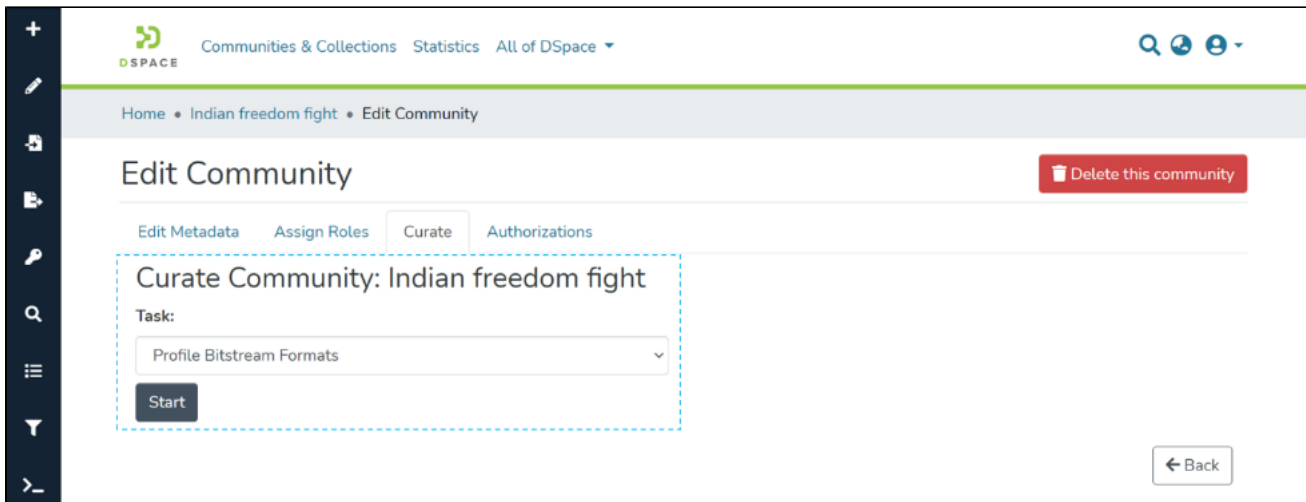 Communities & Collections Statistics All of DSpace
DSPACE
Home • Indian freedom fight • Edit Community
Edit Community
Delete this community
Edit Metadata Assign Roles Curate Authorizations
Curate Community: Indian freedom fight
Task:
Profile Bitstream Formats
Start
Back